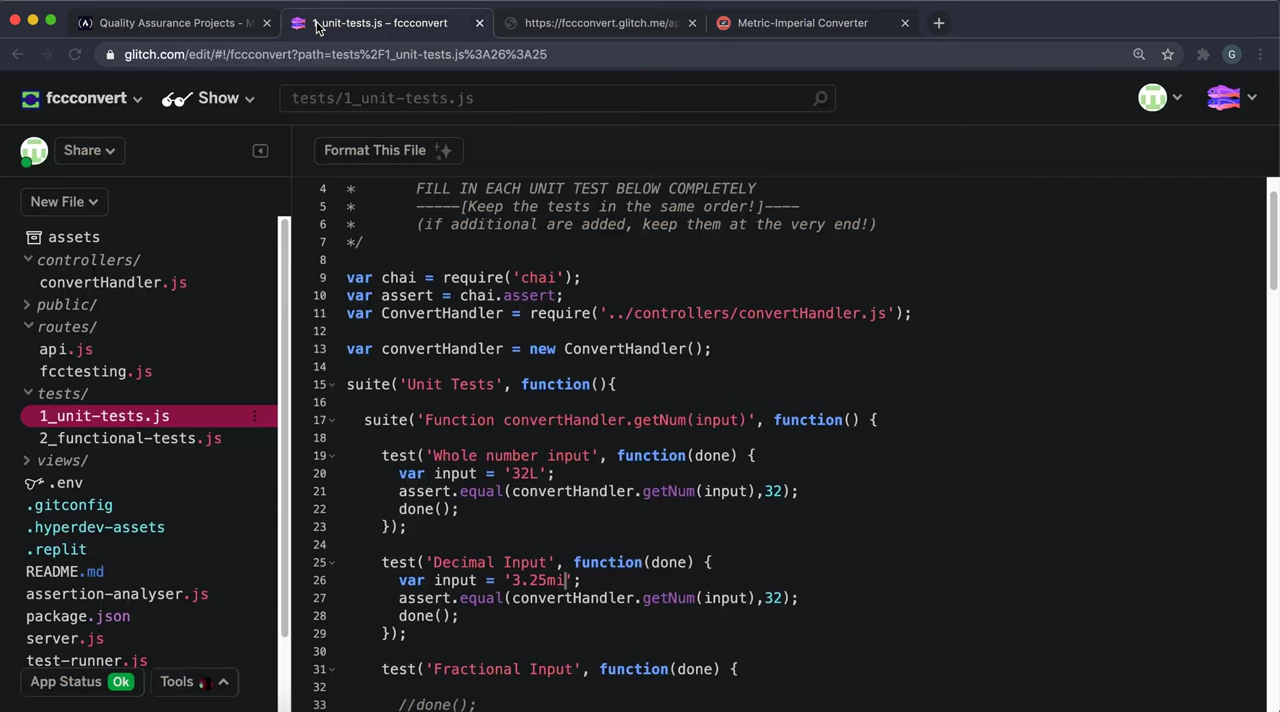 Quality Assurance Projects - M
1_unit-tests.js – fccconvert
https://fccconvert.glitch.me/ap
Metric-Imperial Converter
glitch.com/edit/#!/fccconvert?path=tests%2F1_unit-tests.js%3A26%3A25
G
fccconvert
Show
tests/1_unit-tests.js
Share
Format This File
New File
assets
controllers/
convertHandler.js
public/
routes/
api.js
fcctesting.js
tests/
1_unit-tests.js
2_functional-tests.js
views/
.env
.gitconfig
.hyperdev-assets
.replit
README.md
assertion-analyser.js
package.json
server.js
test-runner.js
App Status Ok
Tools
4 * FILL IN EACH UNIT TEST BELOW COMPLETELY
5 * -----[Keep the tests in the same order!]----
6 * (if additional are added, keep them at the very end!)
7 */
8
9 var chai = require('chai');
10 var assert = chai.assert;
11 var ConvertHandler = require('../controllers/convertHandler.js');
12
13 var convertHandler = new ConvertHandler();
14
15 suite('Unit Tests', function(){
16
17 suite('Function convertHandler.getNum(input)', function() {
18
19 test('Whole number input', function(done) {
20 var input = '32L';
21 assert.equal(convertHandler.getNum(input),32);
22 done();
23 });
24
25 test('Decimal Input', function(done) {
26 var input = '3.25mi';
27 assert.equal(convertHandler.getNum(input),32);
28 done();
29 });
30
31 test('Fractional Input', function(done) {
32
33 //done();